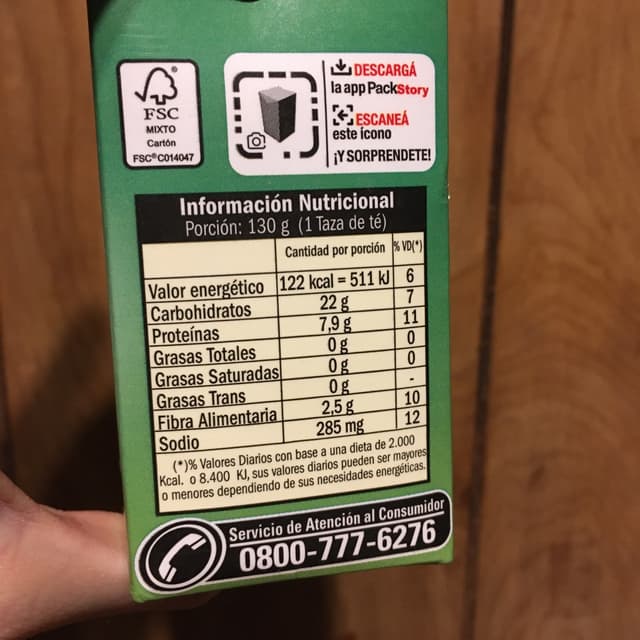 FSC
MIXTO
Cartón
FSC® C014047
DESCARGÁ
la app PackStory
ESCANEÁ
este ícono
¡Y SORPRENDETE!
Información Nutricional
Porción: 130 g (1 Taza de té)
Cantidad por porción % VD(*)
Valor energético 122 kcal = 511 kJ 6
Carbohidratos 22 g 7
Proteínas 7,9 g 11
Grasas Totales 0 g 0
Grasas Saturadas 0 g 0
Grasas Trans 0 g -
Fibra Alimentaria 2,5 g 10
Sodio 285 mg 12
(*)% Valores Diarios con base a una dieta de 2.000
Kcal. o 8.400 KJ, sus valores diarios pueden ser mayores
o menores dependiendo de sus necesidades energéticas.
Servicio de Atención al Consumidor
0800-777-6276